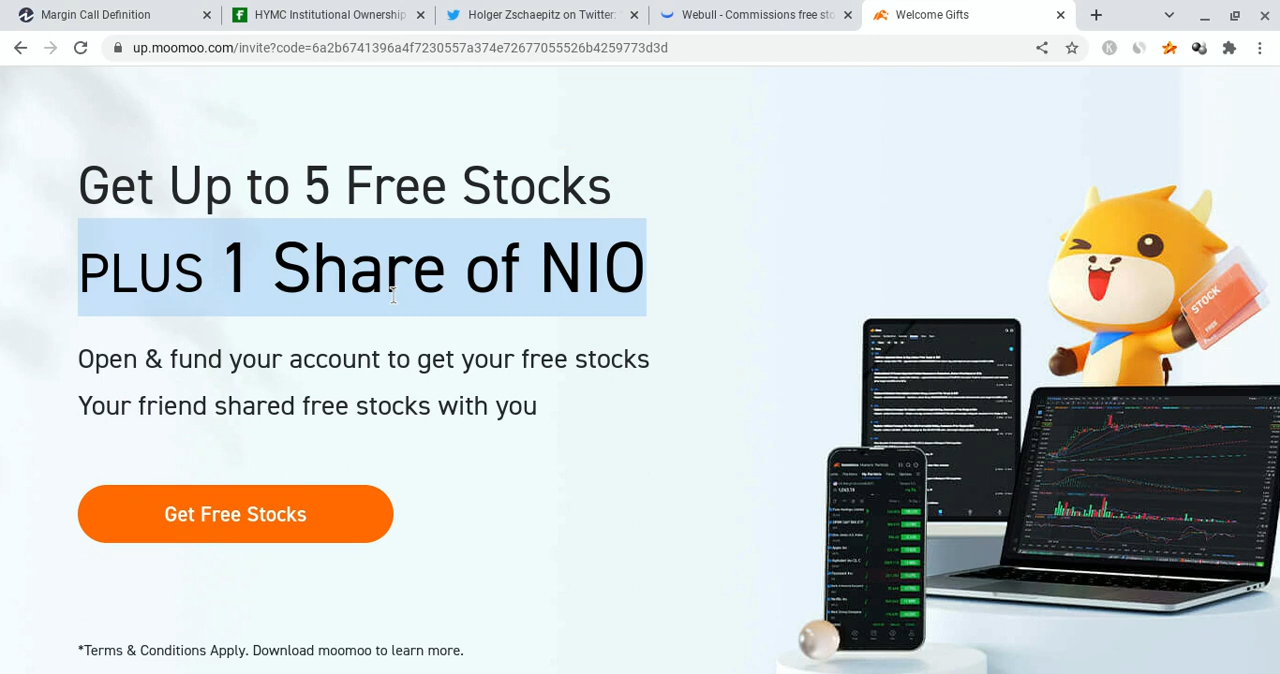 Margin Call Definition
HYMC Institutional Ownership
Holger Zschaepitz on Twitter:
Webull - Commissions free sto
Welcome Gifts
up.moomoo.com/invite?code=6a2b6741396a4f7230557a374e72677055526b4259773d3d
Get Up to 5 Free Stocks
PLUS 1 Share of NIO
Open & fund your account to get your free stocks
Your friend shared free stocks with you
Get Free Stocks
*Terms & Conditions Apply. Download moomoo to learn more.
STOCK
FREE